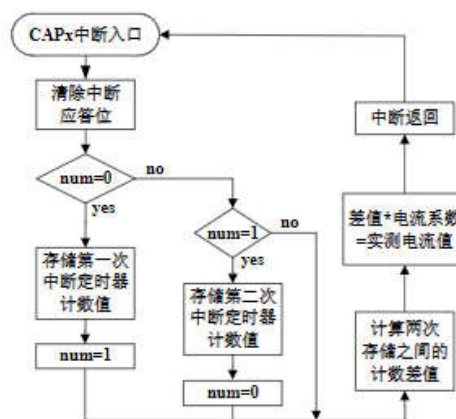 CAPx中断入口
清除中断
应答位
num=0
no
yes
存储第一次
中断定时器
计数值
num=1
num=1
no
yes
存储第二次
中断定时器
计数值
num=0
中断返回
差值*电流系数
=实测电流值
计算两次
存储之间的
计数差值